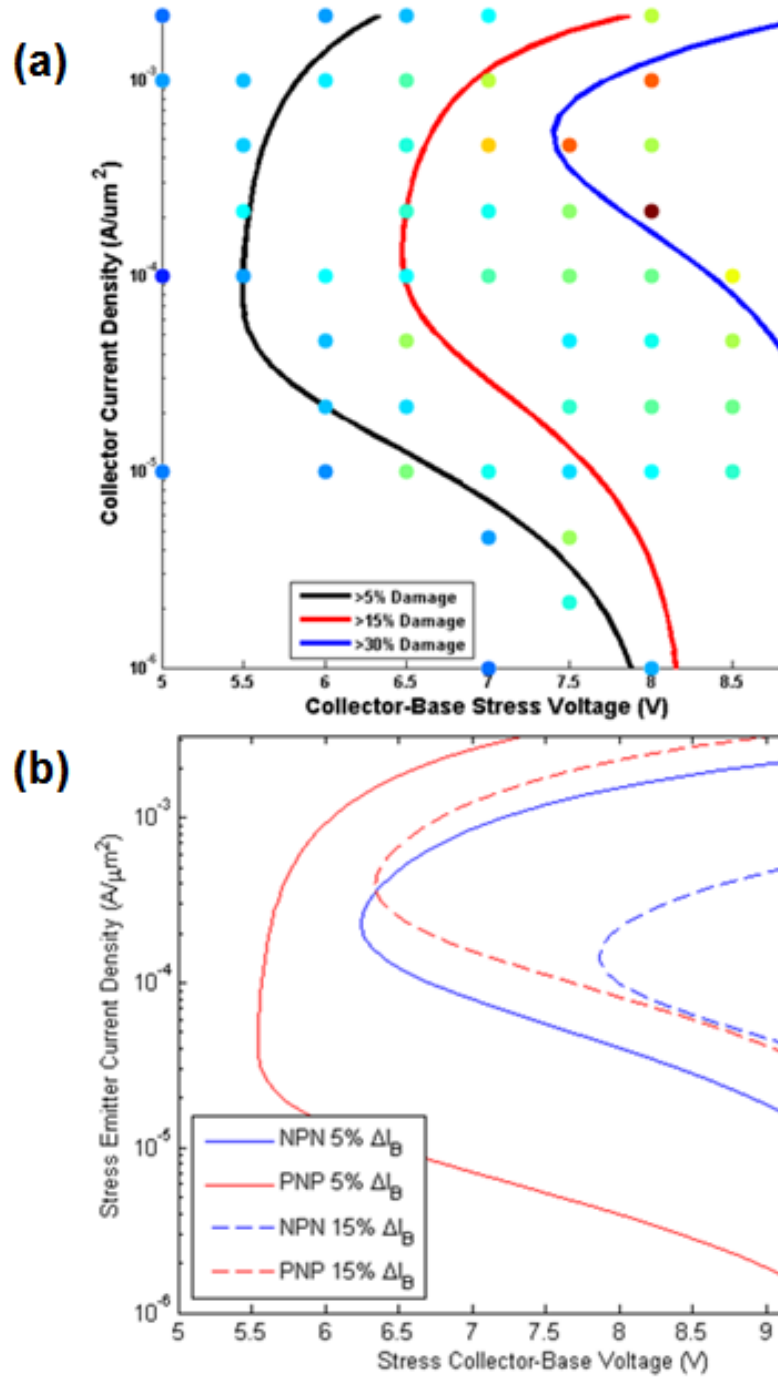 (a)
10⁻³
10⁻⁴
10⁻⁵
10⁻⁶
Collector Current Density (A/um²)
>5% Damage
>15% Damage
>30% Damage
5 5.5 6 6.5 7 7.5 8 8.5
Collector-Base Stress Voltage (V)
(b)
10⁻³
10⁻⁴
10⁻⁵
10⁻⁶
Stress Emitter Current Density (A/μm²)
NPN 5% ΔI_B
PNP 5% ΔI_B
NPN 15% ΔI_B
PNP 15% ΔI_B
5 5.5 6 6.5 7 7.5 8 8.5 9
Stress Collector-Base Voltage (V)